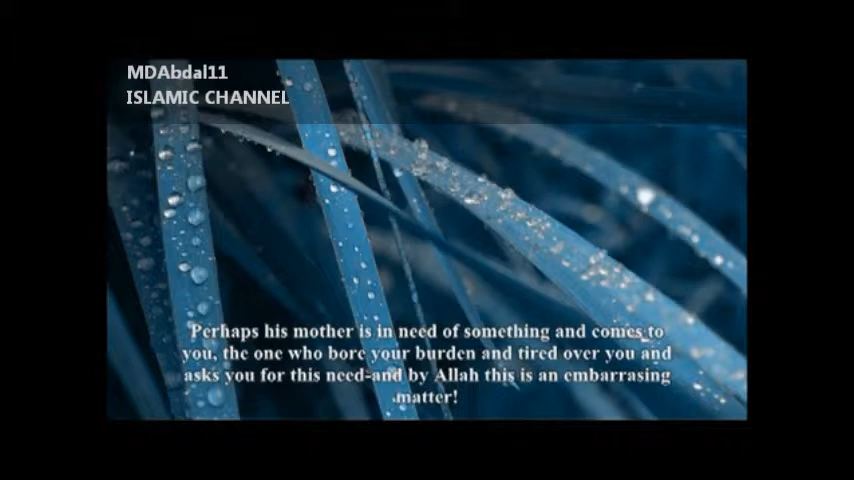 MDAbdal11
ISLAMIC CHANNEL
Perhaps his mother is in need of something and comes to
you, the one who bore your burden and tired over you and
asks you for this need-and by Allah this is an embarrasing
matter!